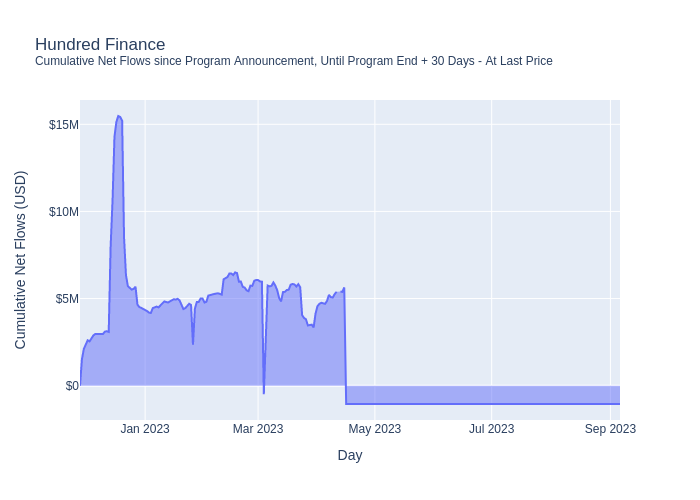 Hundred Finance
Cumulative Net Flows since Program Announcement, Until Program End + 30 Days - At Last Price
Cumulative Net Flows (USD)
$15M
$10M
$5M
$0
Jan 2023
Mar 2023
May 2023
Jul 2023
Sep 2023
Day